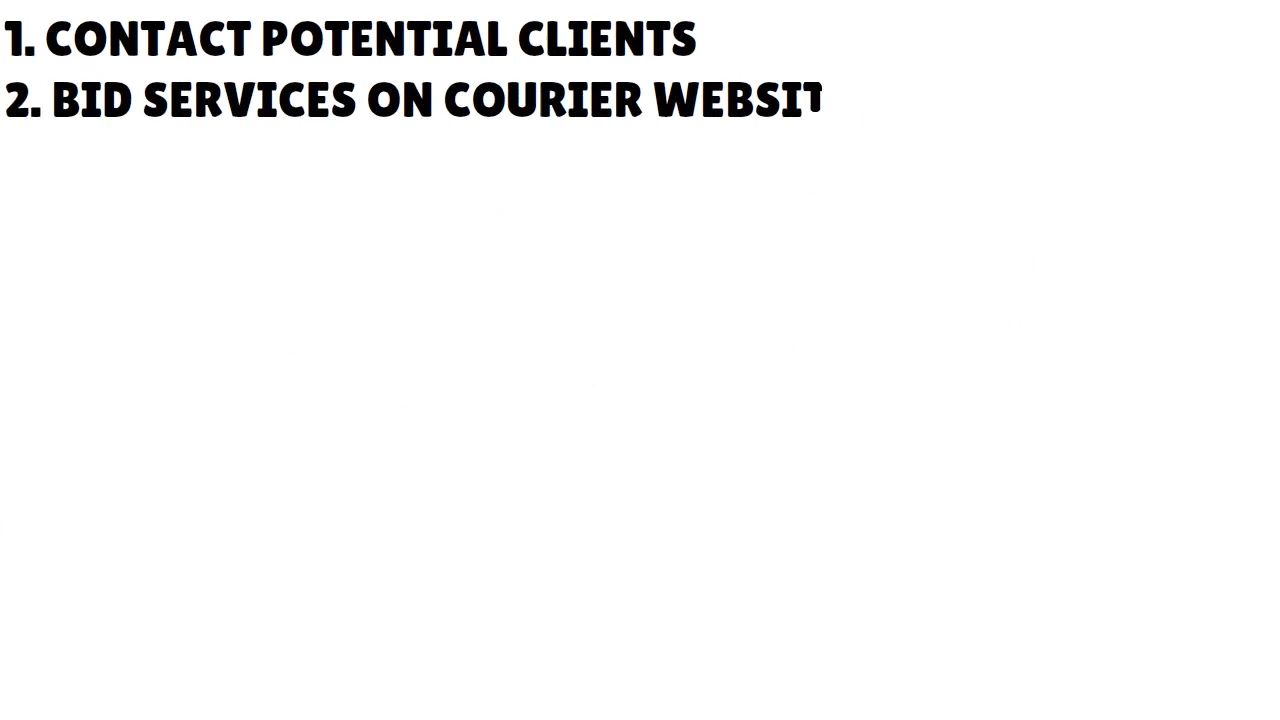 1. CONTACT POTENTIAL CLIENTS
2. BID SERVICES ON COURIER WEBSIT